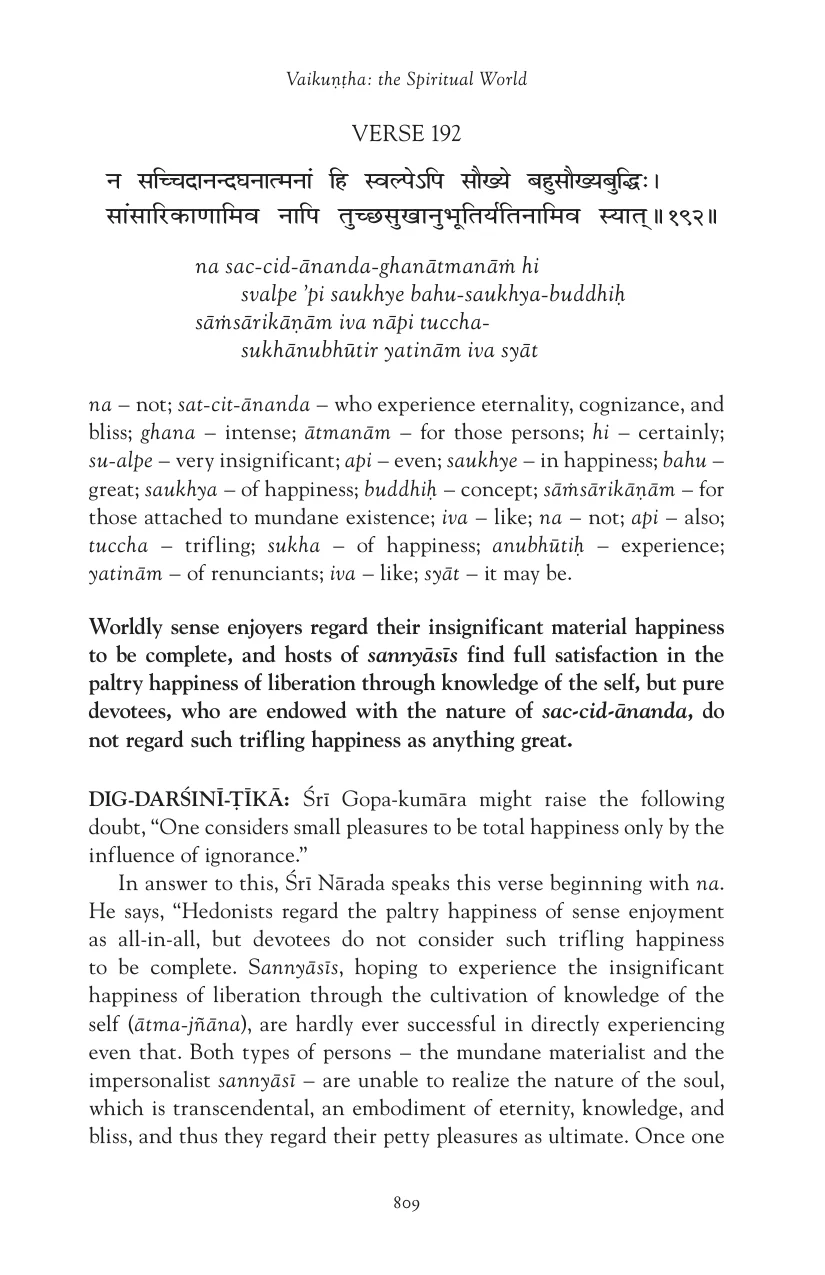 Vaikuṇṭha: the Spiritual World
VERSE 192
न सच्चिदानन्दघनात्मनां हि स्वल्पेऽपि सौख्ये बहुसौख्यबुद्धिः।
सांसारिकाणामिव नापि तुच्छसुखानुभूतिर्यतिनामिव स्यात्॥१९२॥
na sac-cid-ānanda-ghanātmanāṁ hi
svalpe ’pi saukhye bahu-saukhya-buddhiḥ
sāṁsārikāṇām iva nāpi tuccha-
sukhānubhūtir yatinām iva syāt
na – not; sat-cit-ānanda – who experience eternality, cognizance, and
bliss; ghana – intense; ātmanām – for those persons; hi – certainly;
su-alpe – very insignificant; api – even; saukhye – in happiness; bahu –
great; saukhya – of happiness; buddhiḥ – concept; sāṁsārikāṇām – for
those attached to mundane existence; iva – like; na – not; api – also;
tuccha – trifling; sukha – of happiness; anubhūtiḥ – experience;
yatinām – of renunciants; iva – like; syāt – it may be.
Worldly sense enjoyers regard their insignificant material happiness
to be complete, and hosts of sannyāsīs find full satisfaction in the
paltry happiness of liberation through knowledge of the self, but pure
devotees, who are endowed with the nature of sac-cid-ānanda, do
not regard such trifling happiness as anything great.
DIG-DARŚINĪ-ṬĪKĀ: Śrī Gopa-kumāra might raise the following
doubt, “One considers small pleasures to be total happiness only by the
influence of ignorance.”
In answer to this, Śrī Nārada speaks this verse beginning with na.
He says, “Hedonists regard the paltry happiness of sense enjoyment
as all-in-all, but devotees do not consider such trifling happiness
to be complete. Sannyāsīs, hoping to experience the insignificant
happiness of liberation through the cultivation of knowledge of the
self (ātma-jñāna), are hardly ever successful in directly experiencing
even that. Both types of persons – the mundane materialist and the
impersonalist sannyāsī – are unable to realize the nature of the soul,
which is transcendental, an embodiment of eternity, knowledge, and
bliss, and thus they regard their petty pleasures as ultimate. Once one
809